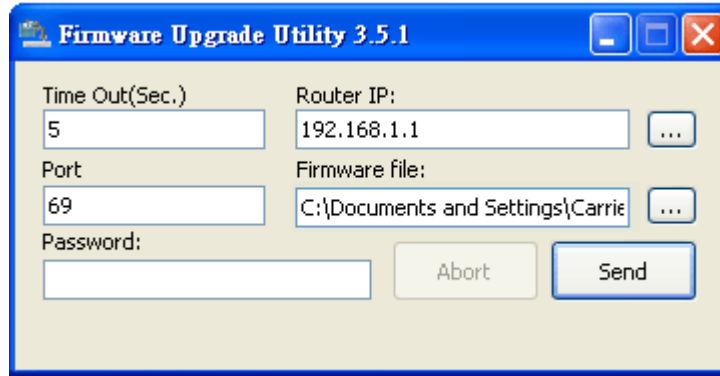 Firmware Upgrade Utility 3.5.1
Time Out(Sec.) Router IP:
5 192.168.1.1 ...
Port Firmware file:
69 C:\Documents and Settings\Carrie ...
Password:
Abort Send